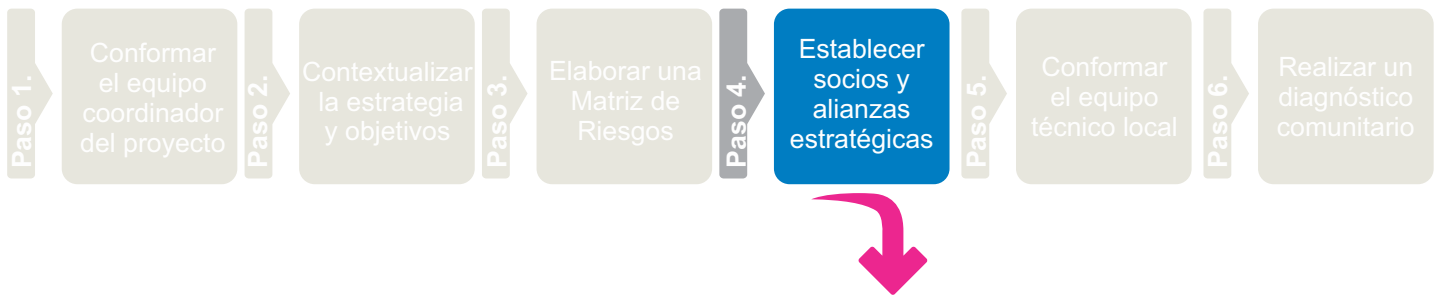 Paso 1.
Conformar
el equipo
coordinador
del proyecto
Paso 2.
Contextualizar
la estrategia
y objetivos
Paso 3.
Elaborar una
Matriz de
Riesgos
Paso 4.
Establecer
socios y
alianzas
estratégicas
Paso 5.
Conformar
el equipo
técnico local
Paso 6.
Realizar un
diagnóstico
comunitario